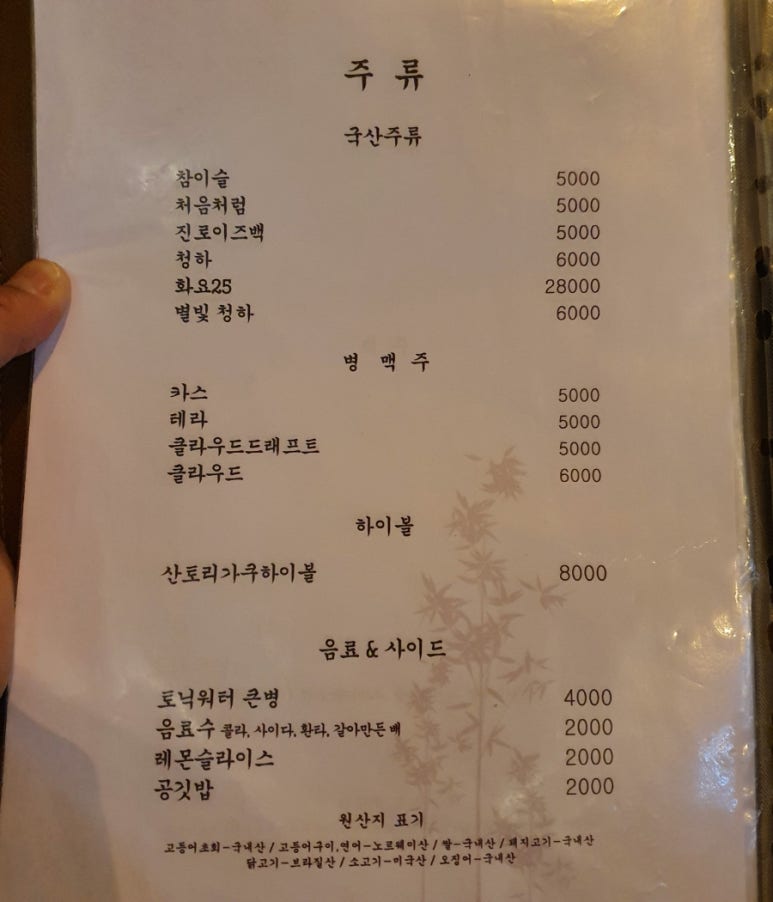 주 류
국산주류
참이슬 5000
처음처럼 5000
진로이즈백 5000
청하 6000
화요25 28000
별빛 청하 6000
병 맥 주
카스 5000
테라 5000
클라우드드래프트 5000
클라우드 6000
하이볼
산토리가쿠하이볼 8000
음료 & 사이드
토닉워터 큰병 4000
음료수 콜라, 사이다, 환타, 갈아만든 배 2000
레몬슬라이스 2000
공깃밥 2000
원산지 표기
고등어초회-국내산 / 고등어구이,연어-노르웨이산 / 쌀-국내산 / 돼지고기-국내산
닭고기-브라질산 / 소고기-미국산 / 오징어-국내산